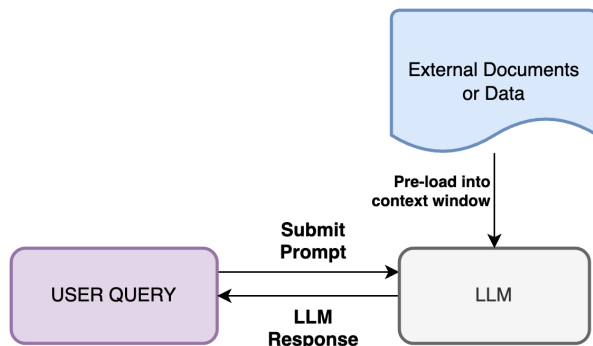 External Documents
or Data
Pre-load into
context window
Submit
Prompt
USER QUERY
LLM
LLM
Response